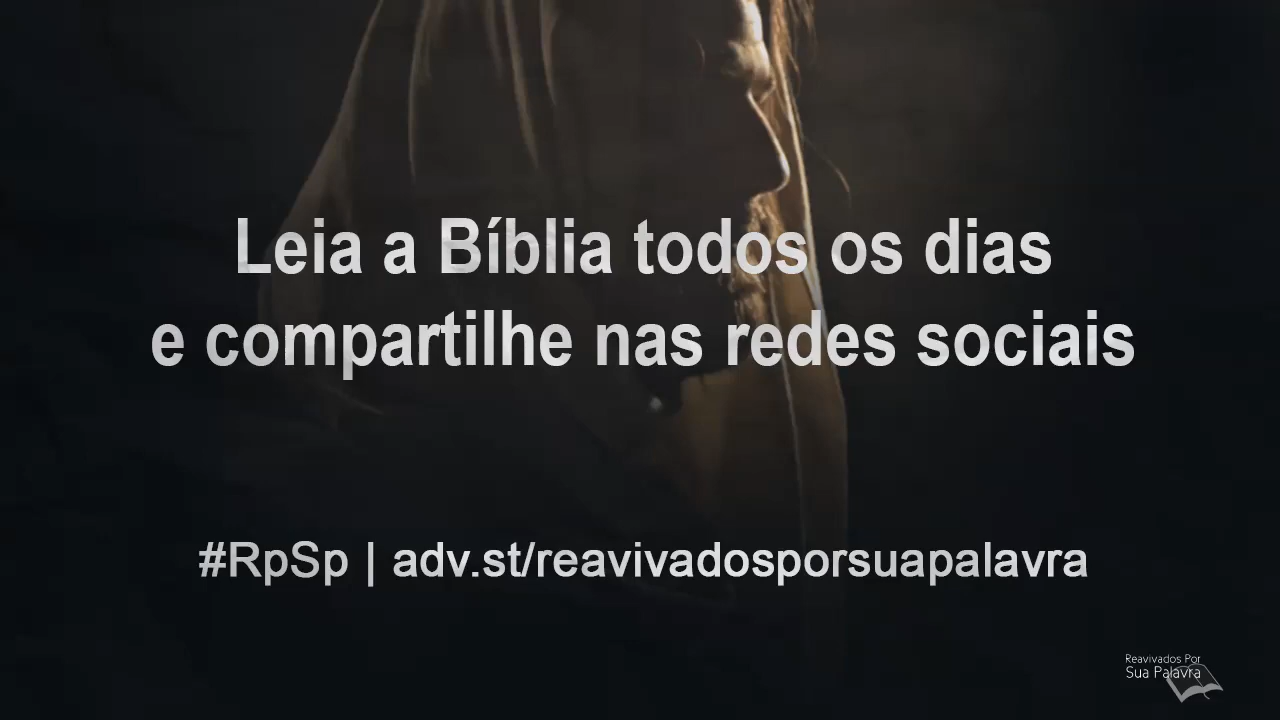 Leia a Bíblia todos os dias
e compartilhe nas redes sociais
#RpSp | adv.st/reavivadosporsuapalavra
Reavivados Por
Sua Palavra